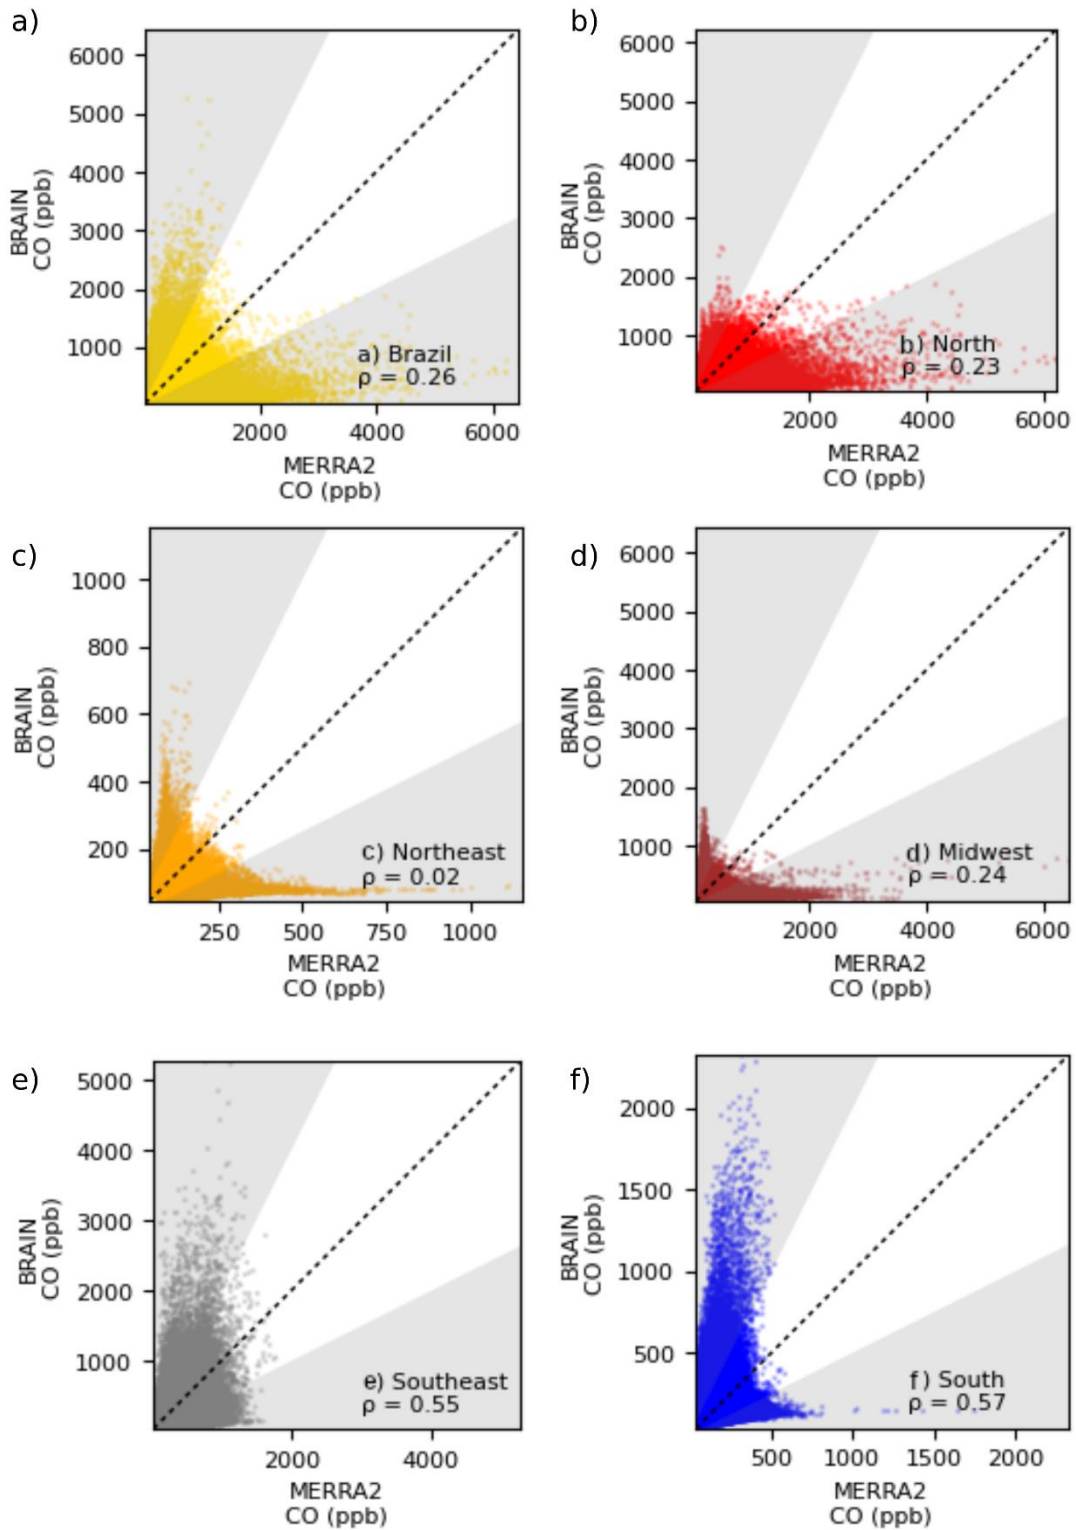 a)
6000
5000
4000
3000
2000
1000
BRAIN
CO (ppb)
a) Brazil
ρ = 0.26
2000 4000 6000
MERRA2
CO (ppb)
b)
6000
5000
4000
3000
2000
1000
BRAIN
CO (ppb)
b) North
ρ = 0.23
2000 4000 6000
MERRA2
CO (ppb)
c)
1000
800
600
400
200
BRAIN
CO (ppb)
c) Northeast
ρ = 0.02
250 500 750 1000
MERRA2
CO (ppb)
d)
6000
5000
4000
3000
2000
1000
BRAIN
CO (ppb)
d) Midwest
ρ = 0.24
2000 4000 6000
MERRA2
CO (ppb)
e)
5000
4000
3000
2000
1000
BRAIN
CO (ppb)
e) Southeast
ρ = 0.55
2000 4000
MERRA2
CO (ppb)
f)
2000
1500
1000
500
BRAIN
CO (ppb)
f) South
ρ = 0.57
500 1000 1500 2000
MERRA2
CO (ppb)